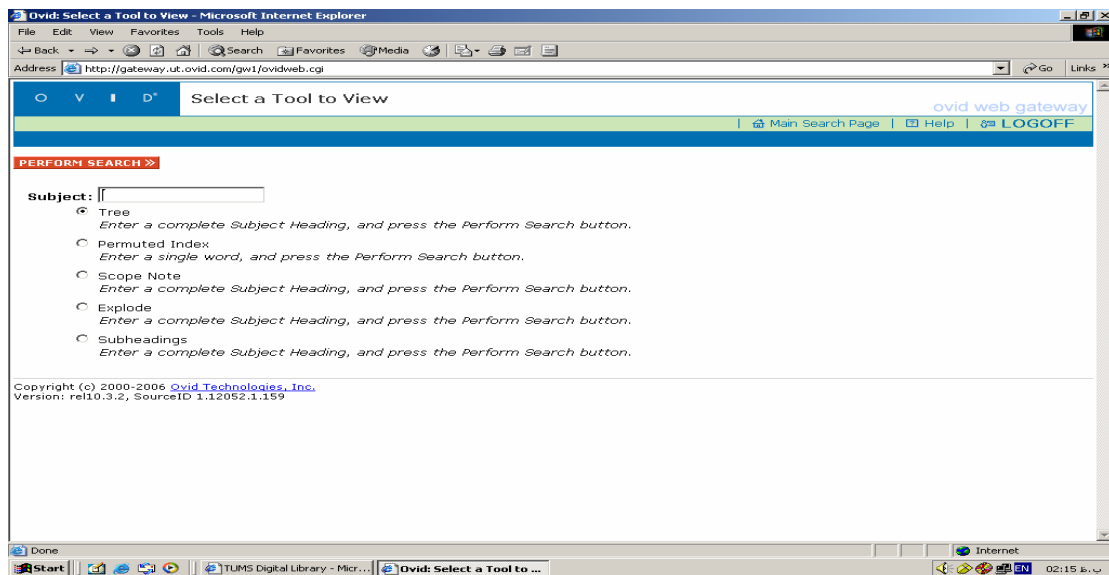 Ovid: Select a Tool to View - Microsoft Internet Explorer
File Edit View Favorites Tools Help
Back Search Favorites Media
Address http://gateway.ut.ovid.com/gw1/ovidweb.cgi Go Links »
O V I D Select a Tool to View
ovid web gateway
| Main Search Page | Help | LOGOFF
PERFORM SEARCH »
Subject:
Tree
Enter a complete Subject Heading, and press the Perform Search button.
Permuted Index
Enter a single word, and press the Perform Search button.
Scope Note
Enter a complete Subject Heading, and press the Perform Search button.
Explode
Enter a complete Subject Heading, and press the Perform Search button.
Subheadings
Enter a complete Subject Heading, and press the Perform Search button.
Copyright (c) 2000-2006 Ovid Technologies, Inc.
Version: rel10.3.2, SourceID 1.12052.1.159
Done Internet
Start TUMS Digital Library - Micr... Ovid: Select a Tool to ... EN 02:15 ب.ظ